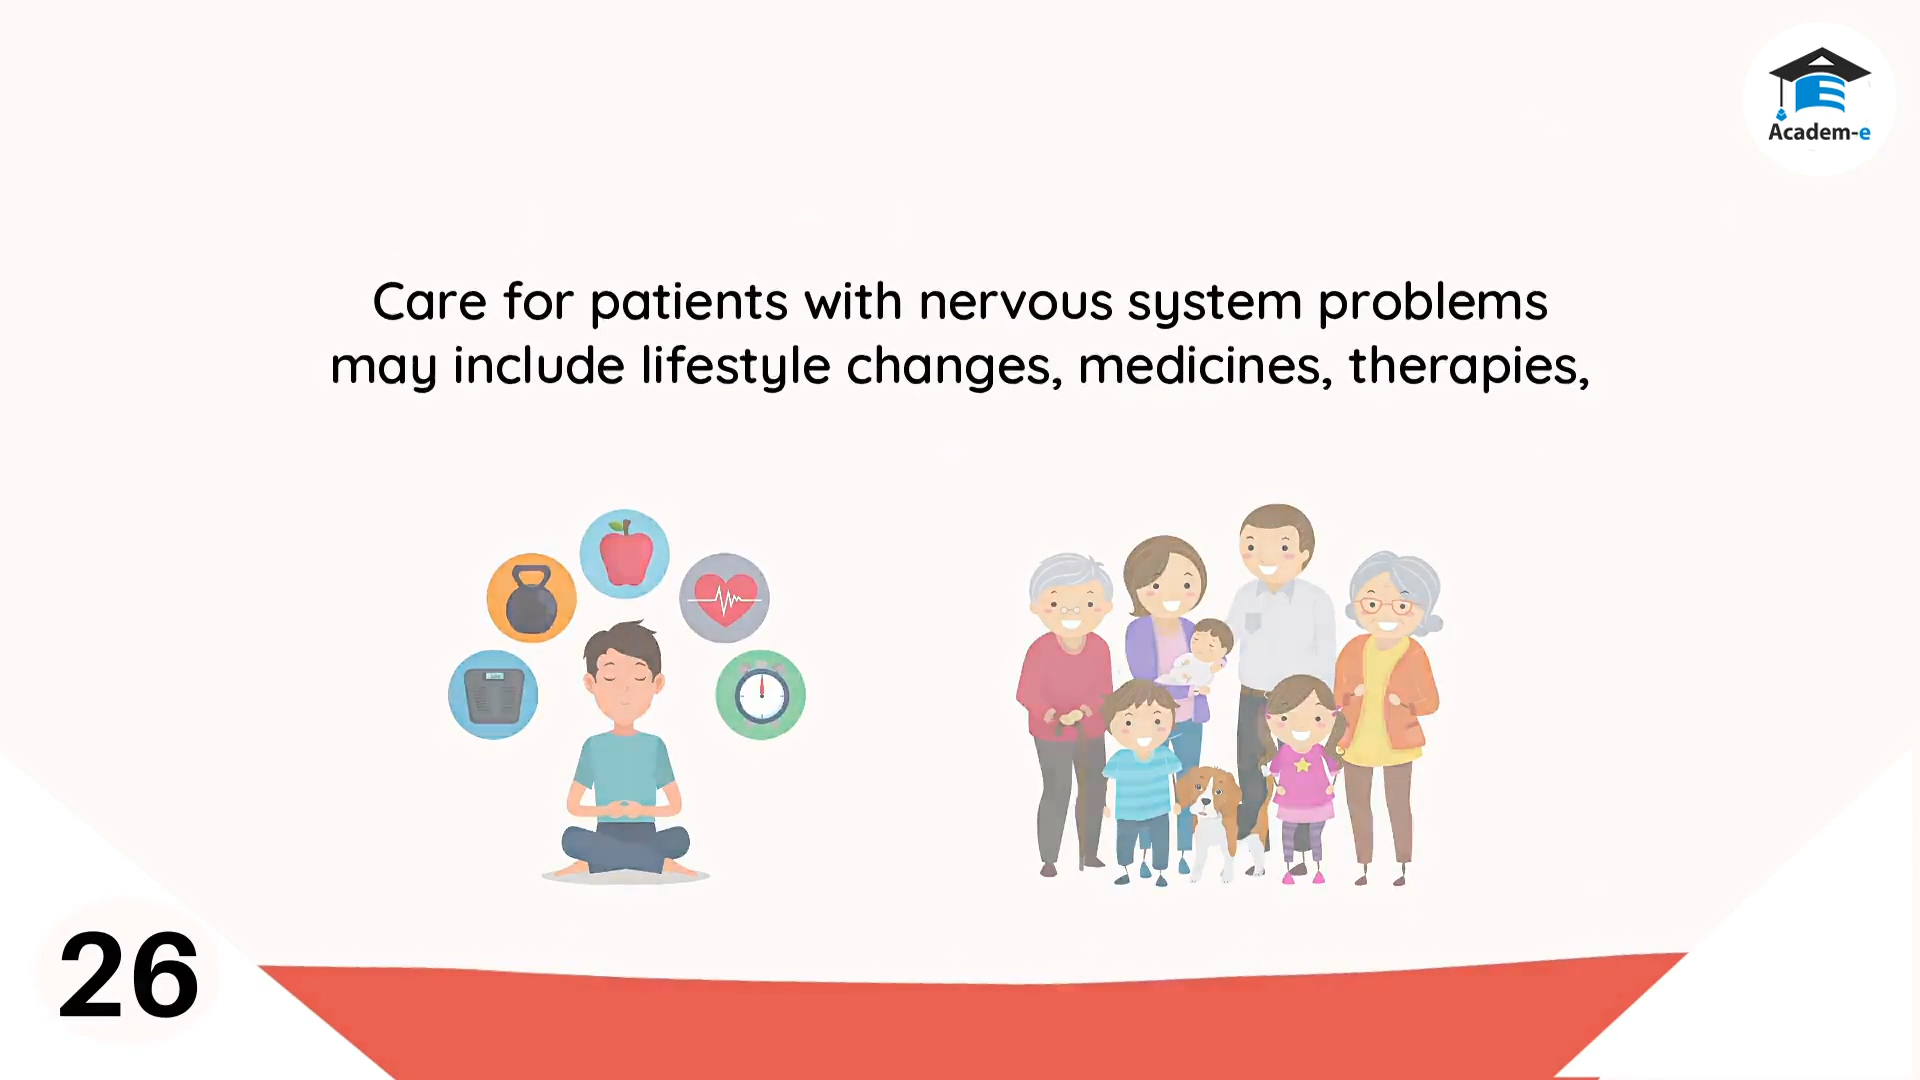 Academ-e
Care for patients with nervous system problems
may include lifestyle changes, medicines, therapies,
26